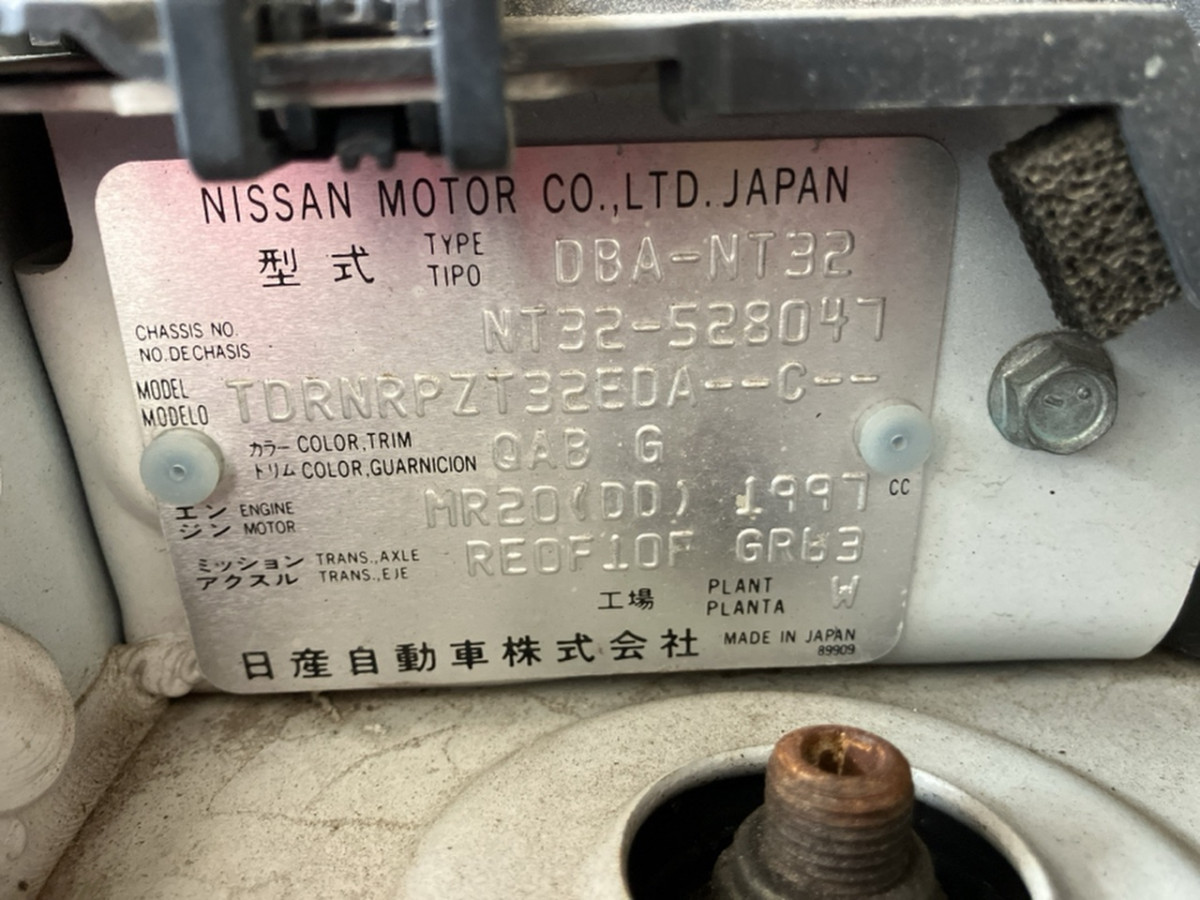 NISSAN MOTOR CO.,LTD. JAPAN
型式 TYPE TIPO DBA-NT32
CHASSIS NO. NO.DECHASIS NT32-528047
MODEL MODELO TDRNRPZT32EDA--C--
カラー COLOR,TRIM トリム COLOR,GUARNICION QAB G
エンジン ENGINE MOTOR MR20(DD) 1997 CC
ミッション アクスル TRANS.,AXLE TRANS.,EJE RE0F10F GR63
工場 PLANT PLANTA W
日産自動車株式会社 MADE IN JAPAN
89909